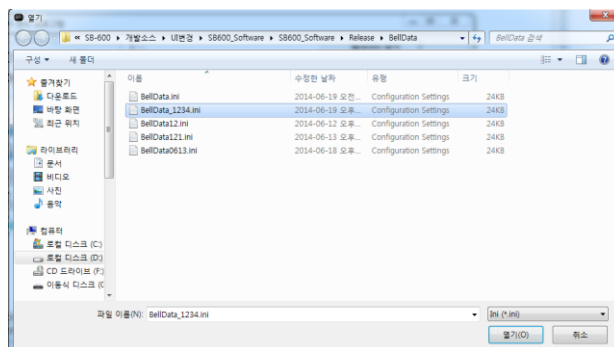 열기
« SB-600 ▸ 개발소스 ▸ UI변경 ▸ SB600_Software ▸ SB600_Software ▸ Release ▸ BellData
BellData 검색
구성 새 폴더
이름 수정한 날짜 유형 크기
즐겨찾기
다운로드
바탕 화면
최근 위치
라이브러리
문서
비디오
사진
음악
컴퓨터
로컬 디스크 (C:)
로컬 디스크 (D:)
CD 드라이브 (F:)
이동식 디스크 (
BellData.ini 2014-06-19 오전... Configuration Settings 24KB
BellData_1234.ini 2014-06-19 오후... Configuration Settings 24KB
BellData12.ini 2014-06-12 오후... Configuration Settings 24KB
BellData121.ini 2014-06-13 오후... Configuration Settings 24KB
BellData0613.ini 2014-06-18 오후... Configuration Settings 24KB
파일 이름(N): BellData_1234.ini
Ini (*.ini)
열기(O) 취소